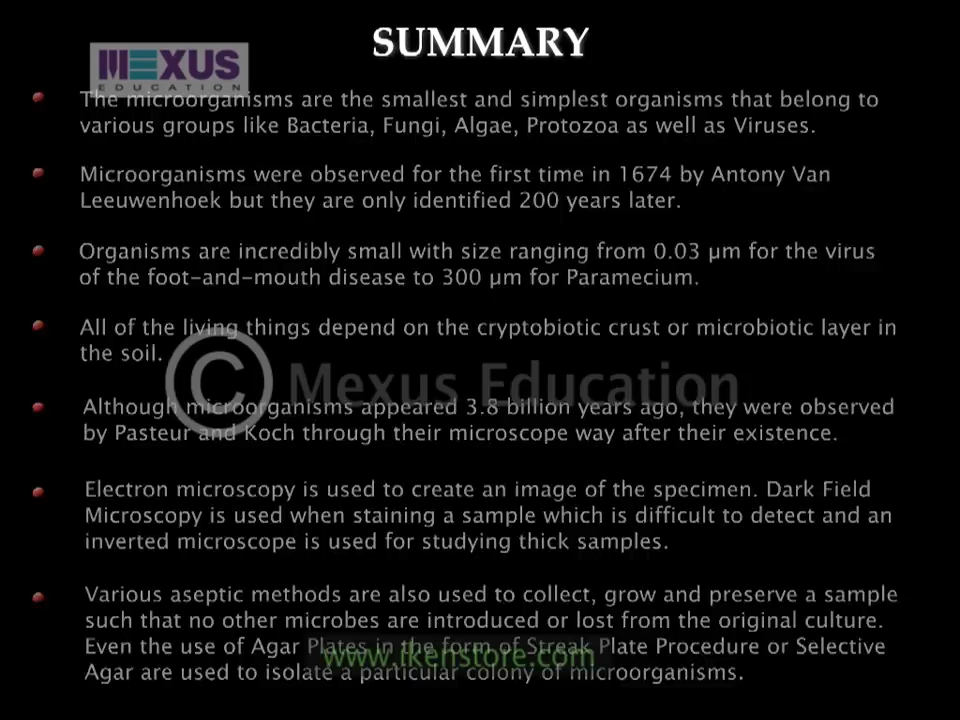 SUMMARY
MEXUS
EDUCATION
The microorganisms are the smallest and simplest organisms that belong to
various groups like Bacteria, Fungi, Algae, Protozoa as well as Viruses.
Microorganisms were observed for the first time in 1674 by Antony Van
Leeuwenhoek but they are only identified 200 years later.
Organisms are incredibly small with size ranging from 0.03 µm for the virus
of the foot-and-mouth disease to 300 µm for Paramecium.
All of the living things depend on the cryptobiotic crust or microbiotic layer in
the soil.
© Mexus Education
Although microorganisms appeared 3.8 billion years ago, they were observed
by Pasteur and Koch through their microscope way after their existence.
Electron microscopy is used to create an image of the specimen. Dark Field
Microscopy is used when staining a sample which is difficult to detect and an
inverted microscope is used for studying thick samples.
Various aseptic methods are also used to collect, grow and preserve a sample
such that no other microbes are introduced or lost from the original culture.
Even the use of Agar Plates in the form of Streak Plate Procedure or Selective
www.ikenstore.com
Agar are used to isolate a particular colony of microorganisms.